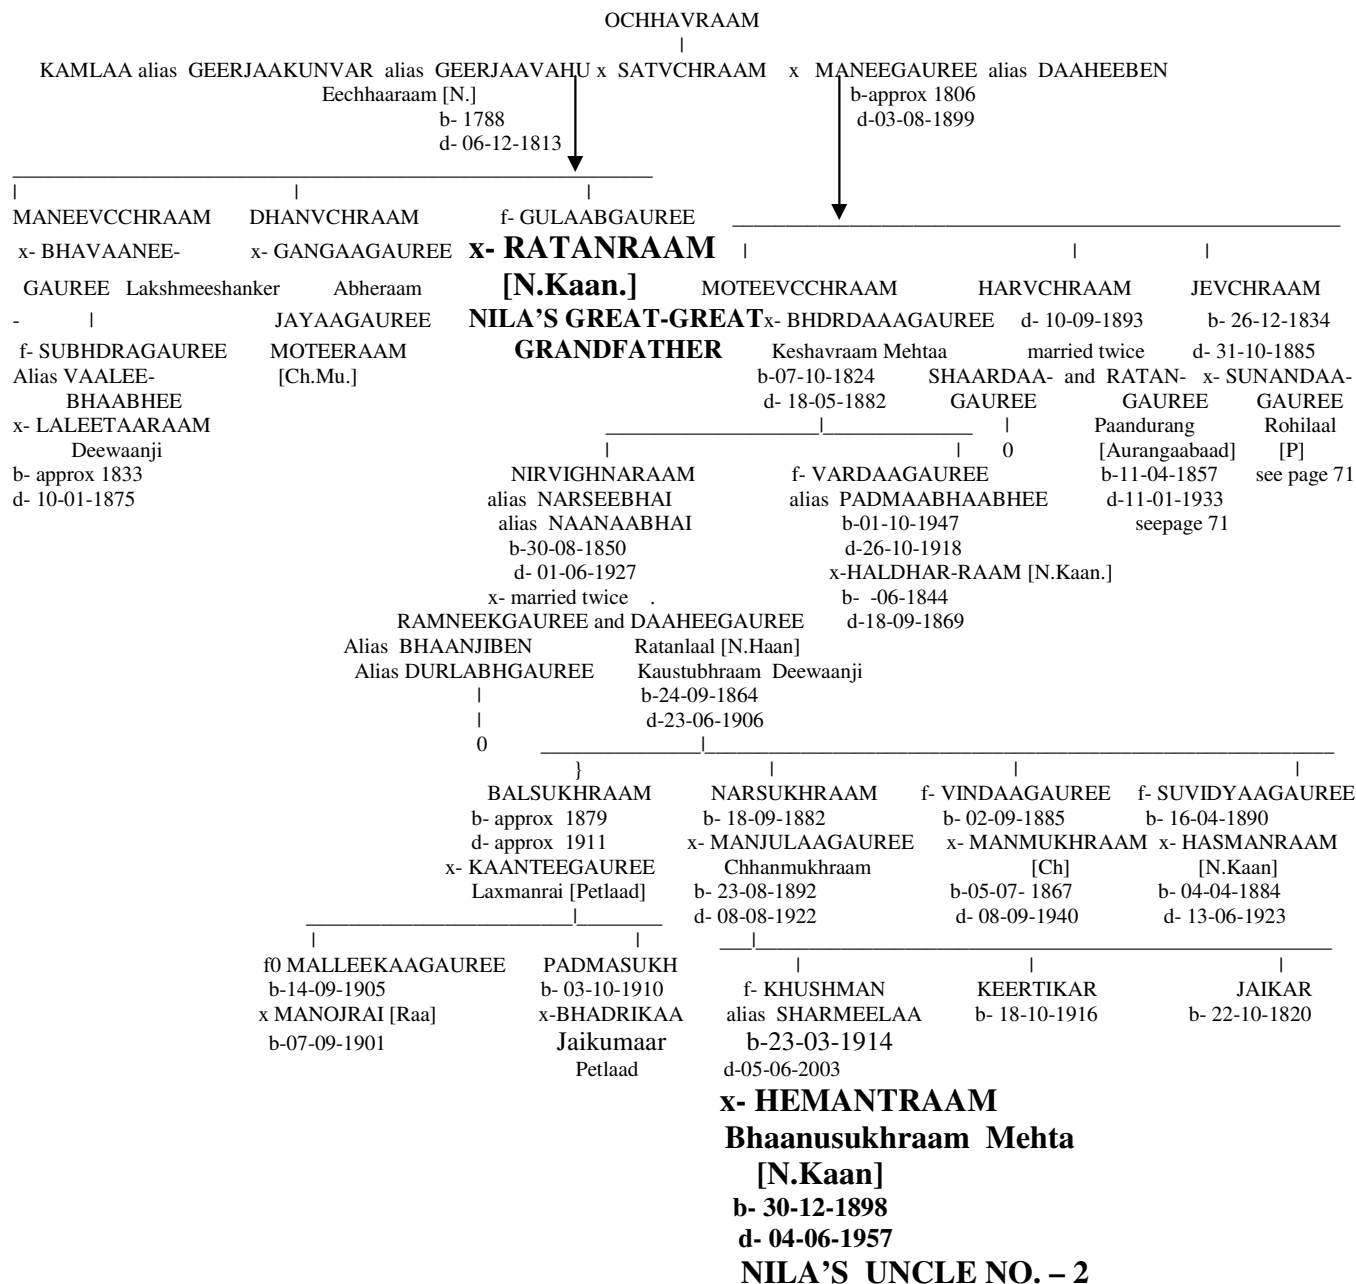 OCHHAVRAAM
|
KAMLAA alias GEERJAAKUNVAR alias GEERJAAVAHU x SATVCHRAAM x MANEEGAUREE alias DAAHEEBEN
Eechhaaraam [N.] b-approx 1806
b- 1788 d-03-08-1899
d- 06-12-1813
| | |
MANEEVCCHRAAM DHANVCHRAAM f- GULAABGAUREE
x- BHAVAANEE- x- GANGAAGAUREE x- RATANRAAM | | |
GAUREE Lakshmeeshanker Abheraam [N.Kaan.] MOTEEVCCHRAAM HARVCHRAAM JEVCHRAAM
- | JAYAAGAUREE NILA'S GREAT-GREAT x- BHDRDAAAGAUREE d- 10-09-1893 b- 26-12-1834
f- SUBHDRAGAUREE MOTEERAAM GRANDFATHER Keshavraam Mehtaa married twice d- 31-10-1885
Alias VAALEE- [Ch.Mu.] b-07-10-1824 SHAARDAA- and RATAN- x- SUNANDAA-
BHAABHEE d- 18-05-1882 GAUREE GAUREE GAUREE
x- LALEETAARAAM | Paandurang Rohilaal
Deewaanji | | 0 [Aurangaabaad] [P]
b- approx 1833 NIRVIGHNARAAM f- VARDAAGAUREE b-11-04-1857 see page 71
d- 10-01-1875 alias NARSEEBHAI alias PADMAABHAABHEE d-11-01-1933
alias NAANAABHAI b-01-10-1947 seepage 71
b-30-08-1850 d-26-10-1918
d- 01-06-1927 x-HALDHAR-RAAM [N.Kaan.]
x- married twice . b- -06-1844
RAMNEEKGAUREE and DAAHEEGAUREE d-18-09-1869
Alias BHAANJIBEN Ratanlaal [N.Haan]
Alias DURLABHGAUREE Kaustubhraam Deewaanji
| b-24-09-1864
| d-23-06-1906
0 |
} | | |
BALSUKHRAAM NARSUKHRAAM f- VINDAAGAUREE f- SUVIDYAAGAUREE
b- approx 1879 b- 18-09-1882 b- 02-09-1885 b- 16-04-1890
d- approx 1911 x- MANJULAAGAUREE x- MANMUKHRAAM x- HASMANRAAM
x- KAANTEEGAUREE Chhanmukhraam [Ch] [N.Kaan]
Laxmanrai [Petlaad] b- 23-08-1892 b-05-07- 1867 b- 04-04-1884
d- 08-08-1922 d- 08-09-1940 d- 13-06-1923
| | | | |
f0 MALLEEKAAGAUREE PADMASUKH
b-14-09-1905 b- 03-10-1910 f- KHUSHMAN KEERTIKAR JAIKAR
x MANOJRAI [Raa] x-BHADRIKAA alias SHARMEELAA b- 18-10-1916 b- 22-10-1820
b-07-09-1901 Jaikumaar b-23-03-1914
Petlaad d-05-06-2003
x- HEMANTRAAM
Bhaanusukhraam Mehta
[N.Kaan]
b- 30-12-1898
d- 04-06-1957
NILA'S UNCLE NO. – 2